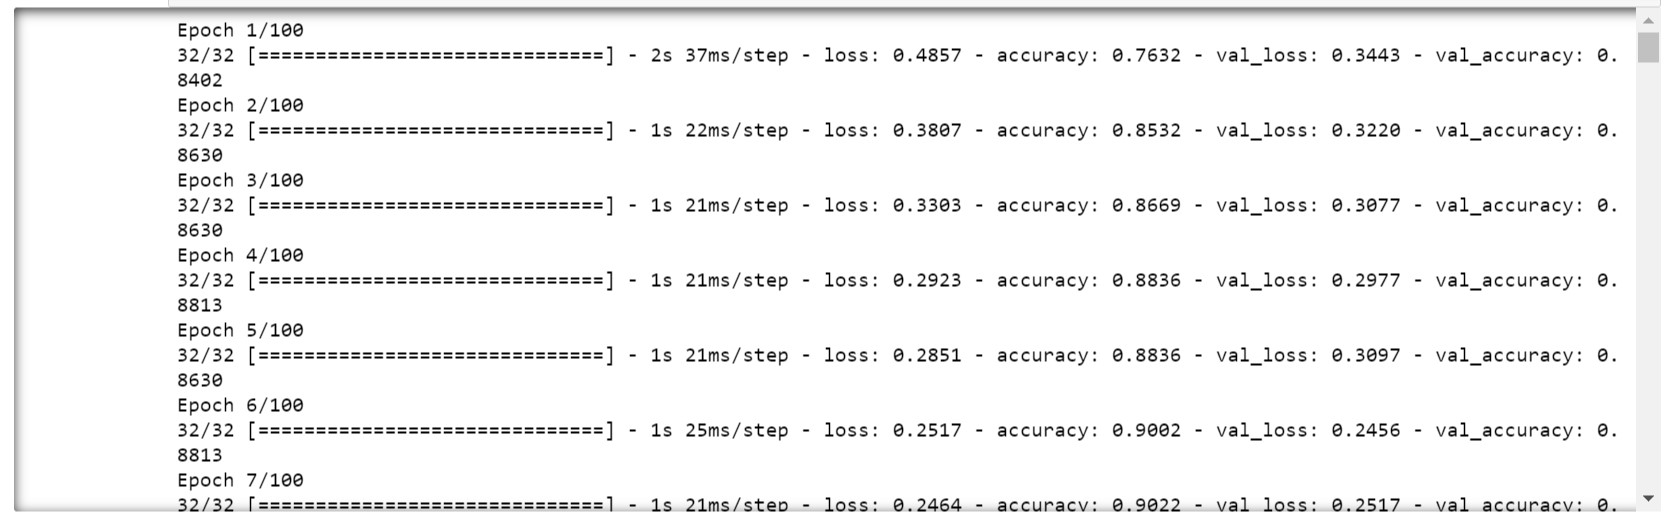 Epoch 1/100
32/32 [==============================] - 2s 37ms/step - loss: 0.4857 - accuracy: 0.7632 - val_loss: 0.3443 - val_accuracy: 0.
8402
Epoch 2/100
32/32 [==============================] - 1s 22ms/step - loss: 0.3807 - accuracy: 0.8532 - val_loss: 0.3220 - val_accuracy: 0.
8630
Epoch 3/100
32/32 [==============================] - 1s 21ms/step - loss: 0.3303 - accuracy: 0.8669 - val_loss: 0.3077 - val_accuracy: 0.
8630
Epoch 4/100
32/32 [==============================] - 1s 21ms/step - loss: 0.2923 - accuracy: 0.8836 - val_loss: 0.2977 - val_accuracy: 0.
8813
Epoch 5/100
32/32 [==============================] - 1s 21ms/step - loss: 0.2851 - accuracy: 0.8836 - val_loss: 0.3097 - val_accuracy: 0.
8630
Epoch 6/100
32/32 [==============================] - 1s 25ms/step - loss: 0.2517 - accuracy: 0.9002 - val_loss: 0.2456 - val_accuracy: 0.
8813
Epoch 7/100
32/32 [==============================] - 1s 21ms/step - loss: 0.2464 - accuracy: 0.9022 - val_loss: 0.2517 - val_accuracy: 0.